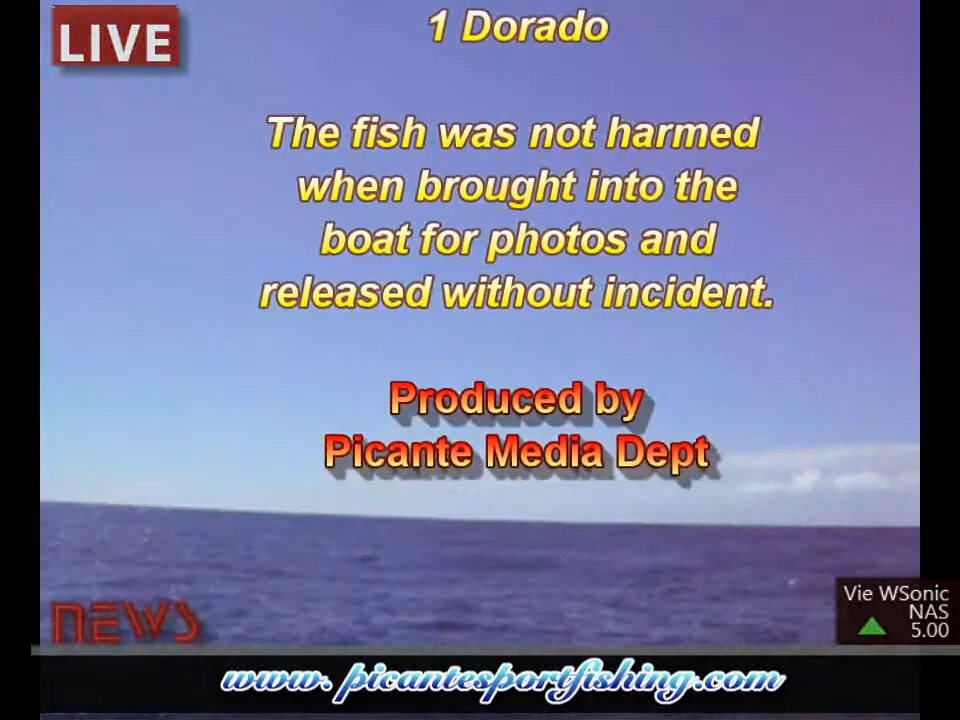 LIVE
1 Dorado
The fish was not harmed
when brought into the
boat for photos and
released without incident.
Produced by
Picante Media Dept
NEWS
Vie WSonic
NAS
5.00
www.picantesportfishing.com